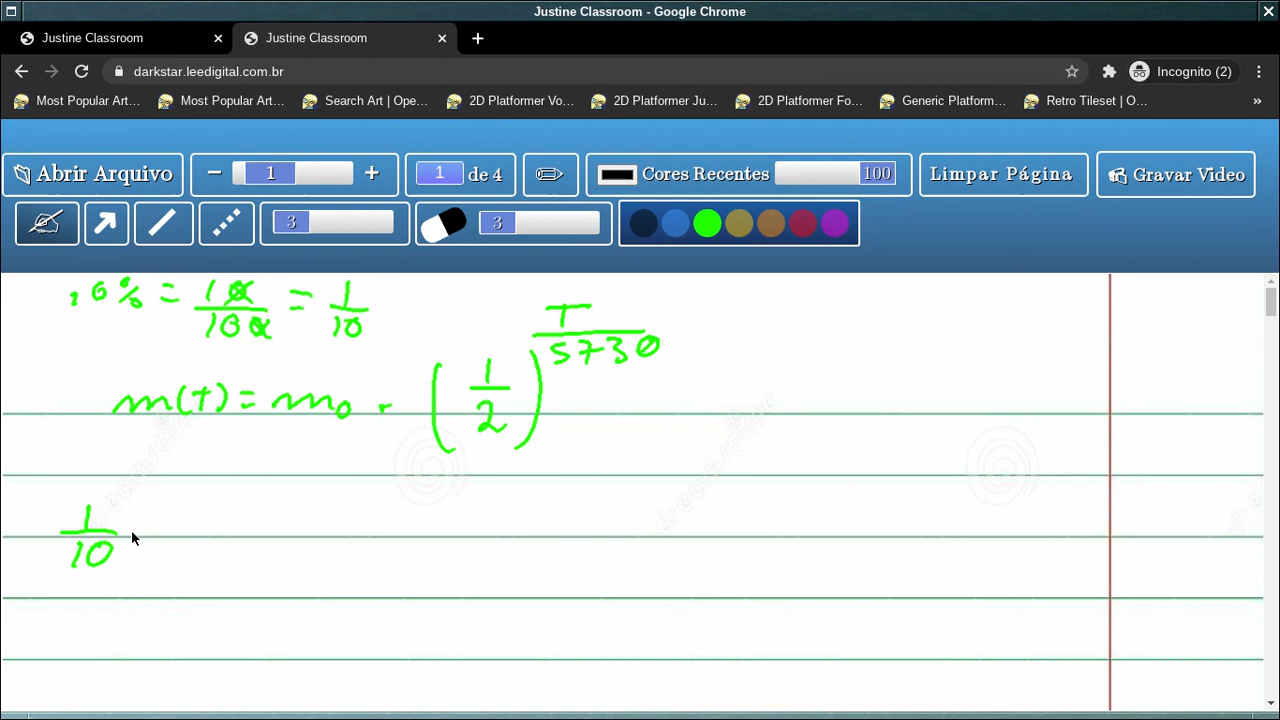 Justine Classroom - Google Chrome
Justine Classroom
Justine Classroom
darkstar.leedigital.com.br
Incognito (2)
Most Popular Art...
Most Popular Art...
Search Art | Ope...
2D Platformer Vo...
2D Platformer Ju...
2D Platformer Fo...
Generic Platform...
Retro Tileset | O...
Abrir Arquivo
− 1 +
1 de 4
Cores Recentes 100
Limpar Página
Gravar Video
3
3
10% = 10/100 = 1/10
m(T) = m₀ · (1/2)^(T/5730)
1/10
dreamstime
dreamstime